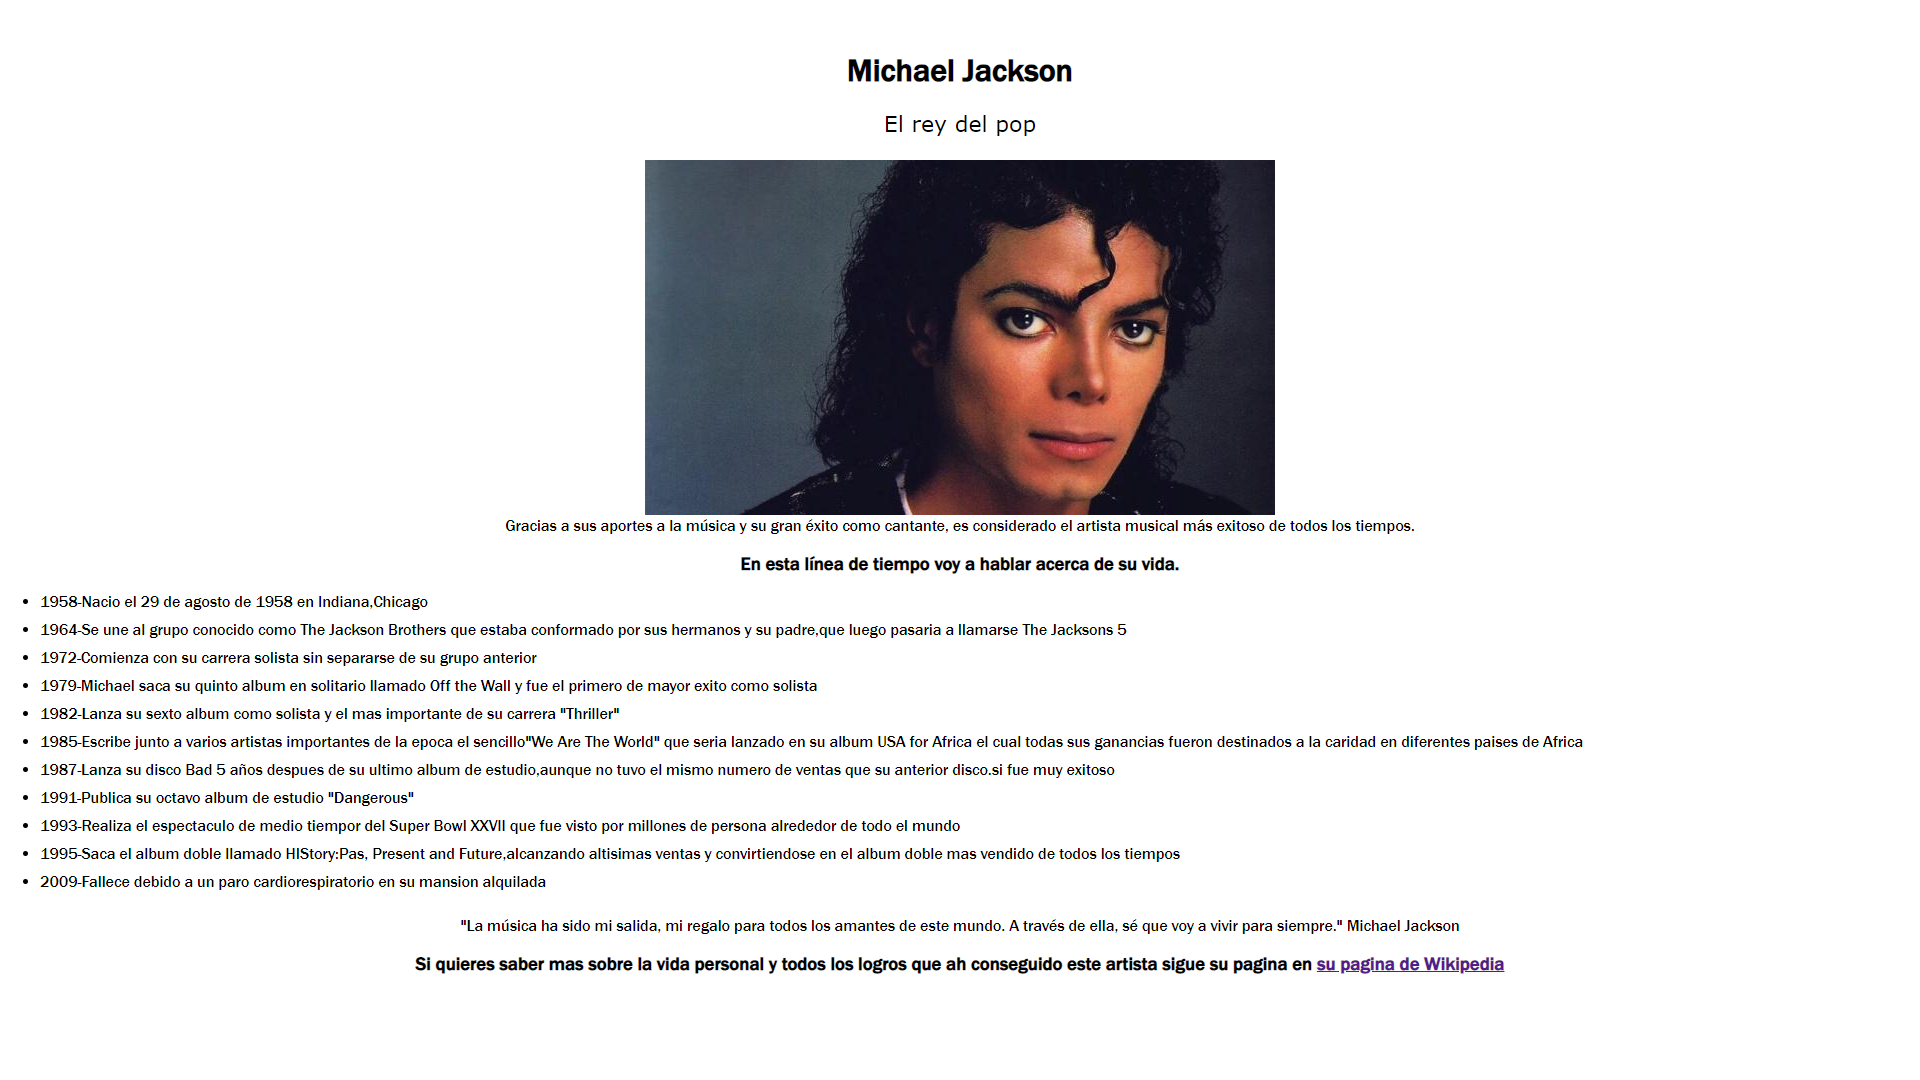 Michael Jackson
El rey del pop
Gracias a sus aportes a la música y su gran éxito como cantante, es considerado el artista musical más exitoso de todos los tiempos.
En esta línea de tiempo voy a hablar acerca de su vida.
• 1958-Nacio el 29 de agosto de 1958 en Indiana,Chicago
• 1964-Se une al grupo conocido como The Jackson Brothers que estaba conformado por sus hermanos y su padre,que luego pasaria a llamarse The Jacksons 5
• 1972-Comienza con su carrera solista sin separarse de su grupo anterior
• 1979-Michael saca su quinto album en solitario llamado Off the Wall y fue el primero de mayor exito como solista
• 1982-Lanza su sexto album como solista y el mas importante de su carrera "Thriller"
• 1985-Escribe junto a varios artistas importantes de la epoca el sencillo"We Are The World" que seria lanzado en su album USA for Africa el cual todas sus ganancias fueron destinados a la caridad en diferentes paises de Africa
• 1987-Lanza su disco Bad 5 años despues de su ultimo album de estudio,aunque no tuvo el mismo numero de ventas que su anterior disco.si fue muy exitoso
• 1991-Publica su octavo album de estudio "Dangerous"
• 1993-Realiza el espectaculo de medio tiempor del Super Bowl XXVII que fue visto por millones de persona alrededor de todo el mundo
• 1995-Saca el album doble llamado HIStory:Pas, Present and Future,alcanzando altisimas ventas y convirtiendose en el album doble mas vendido de todos los tiempos
• 2009-Fallece debido a un paro cardiorespiratorio en su mansion alquilada
"La música ha sido mi salida, mi regalo para todos los amantes de este mundo. A través de ella, sé que voy a vivir para siempre." Michael Jackson
Si quieres saber mas sobre la vida personal y todos los logros que ah conseguido este artista sigue su pagina en su pagina de Wikipedia